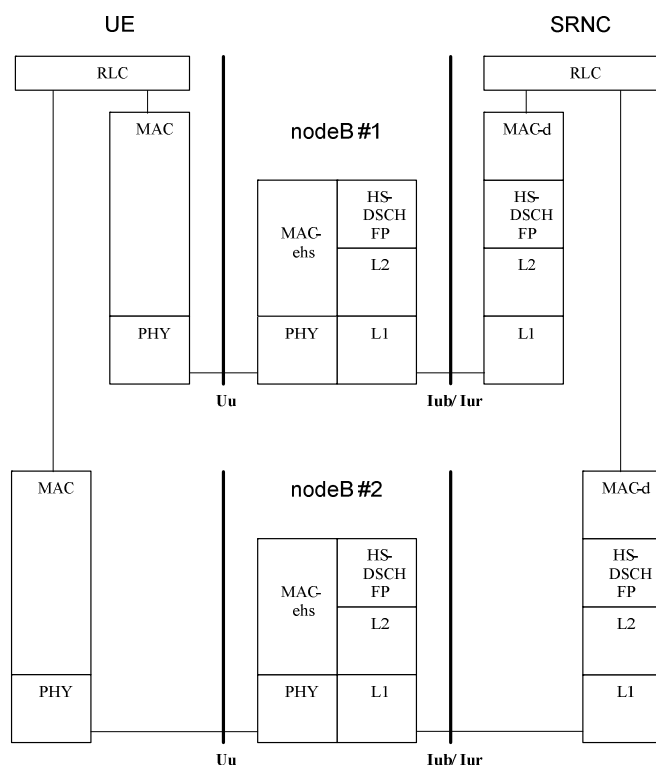 UE
SRNC
RLC
RLC
MAC
nodeB #1
MAC-d
MAC-
ehs
HS-
DSCH
FP
HS-
DSCH
FP
L2
L2
PHY
PHY
L1
L1
Uu
Iub/ Iur
MAC
nodeB #2
MAC-d
MAC-
ehs
HS-
DSCH
FP
HS-
DSCH
FP
L2
L2
PHY
PHY
L1
L1
Uu
Iub/ Iur